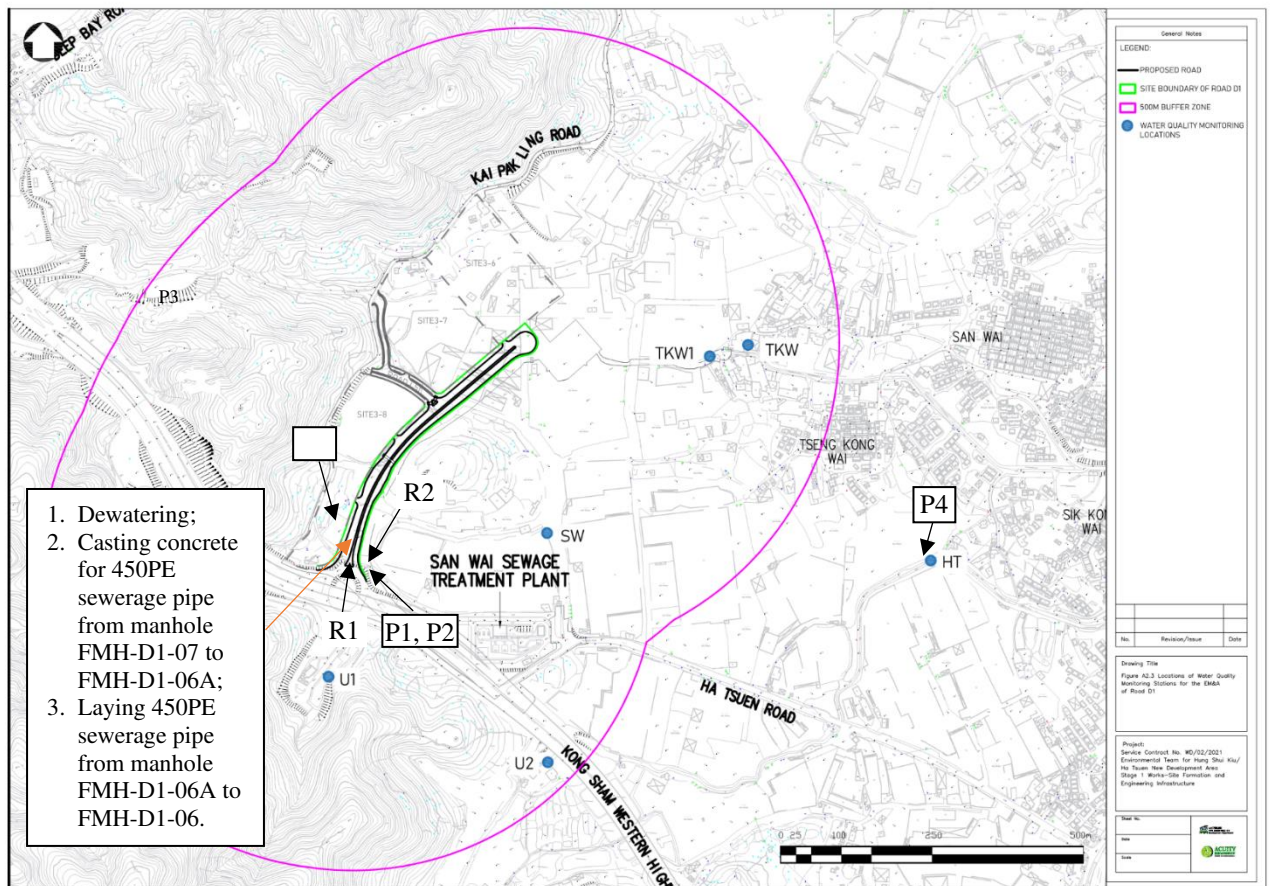 DEEP BAY ROAD
KAI PAK LING ROAD
SITE3-6
P3
SITE3-7
SAN WAI
TKW1
TKW
SITE3-8
TSENG KONG
WAI
R2
P4
SIK KONG
WAI
SW
HT
SAN WAI SEWAGE
TREATMENT PLANT
R1
P1, P2
U1
HA TSUEN ROAD
U2
KONG SHAM WESTERN HIGH
0 25 100 250 500m
1. Dewatering;
2. Casting concrete
for 450PE
sewerage pipe
from manhole
FMH-D1-07 to
FMH-D1-06A;
3. Laying 450PE
sewerage pipe
from manhole
FMH-D1-06A to
FMH-D1-06.
General Notes
LEGEND:
PROPOSED ROAD
SITE BOUNDARY OF ROAD D1
500M BUFFER ZONE
WATER QUALITY MONITORING
LOCATIONS
No. Revision/Issue Date
Drawing Title
Figure A2.3 Locations of Water Quality
Monitoring Stations for the EM&A
of Road D1
Project:
Service Contract No. WD/02/2021
Environmental Team for Hung Shui Kiu/
Ha Tsuen New Development Area
Stage 1 Works-Site Formation and
Engineering Infrastructure
Sheet No.
Date
Scale
ACUITY